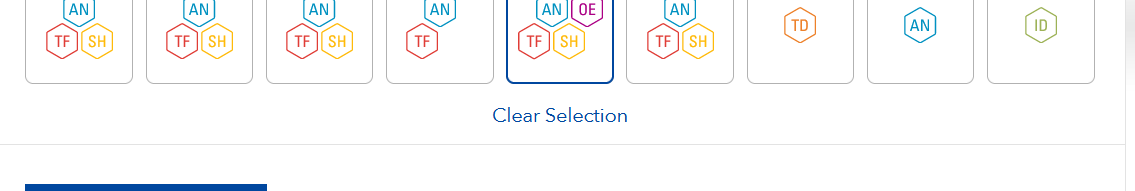 AN AN AN AN AN OE AN
TF SH TF SH TF SH TF TF SH TF SH TD AN ID
Clear Selection